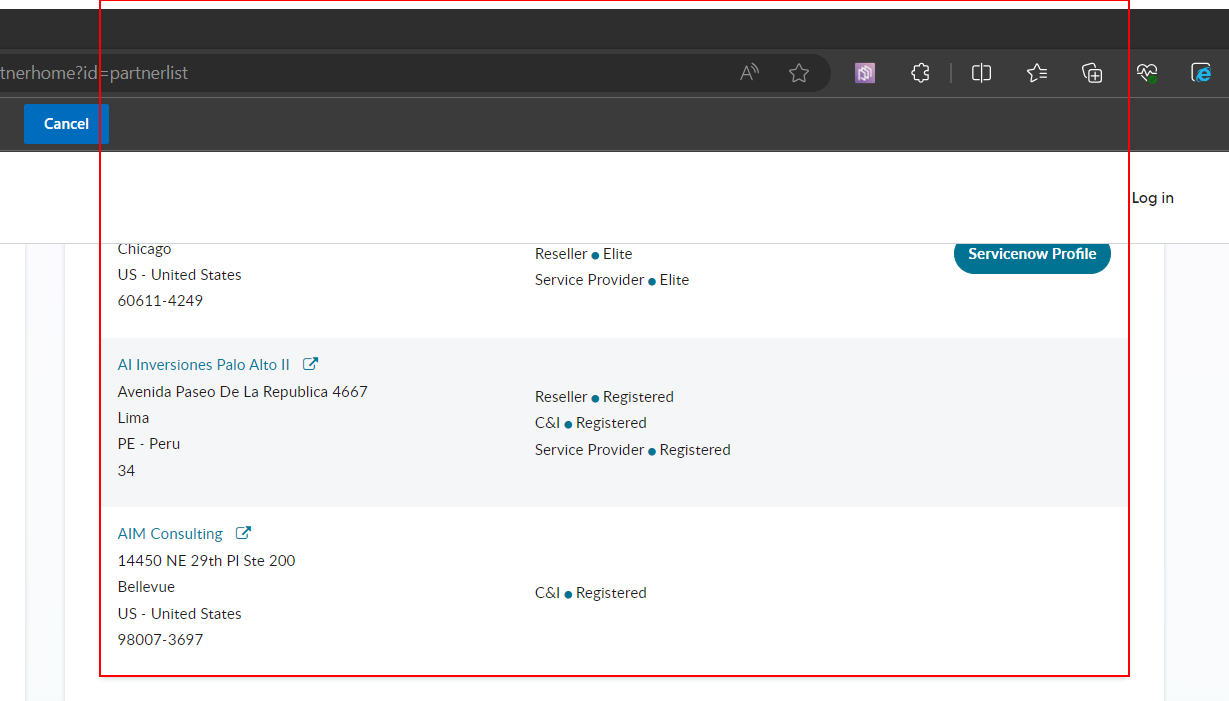 tnerhome?id=partnerlist
Cancel
Log in
Chicago
US - United States
60611-4249
Reseller ● Elite
Service Provider ● Elite
Servicenow Profile
AI Inversiones Palo Alto II
Avenida Paseo De La Republica 4667
Lima
PE - Peru
34
Reseller ● Registered
C&I ● Registered
Service Provider ● Registered
AIM Consulting
14450 NE 29th Pl Ste 200
Bellevue
US - United States
98007-3697
C&I ● Registered